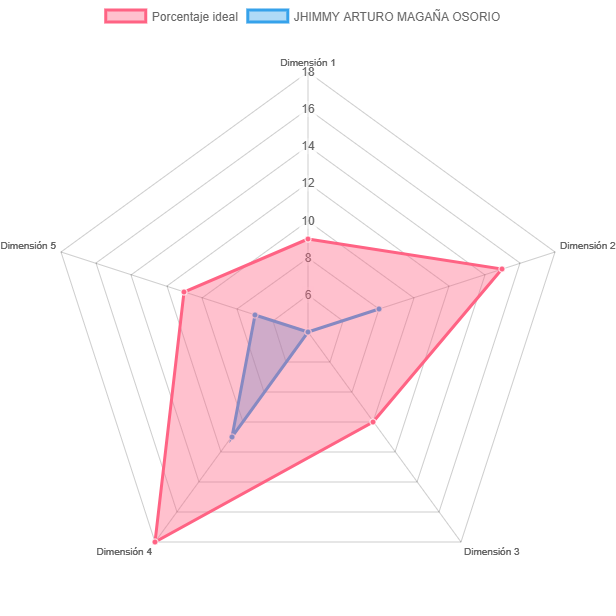 Porcentaje ideal JHIMMY ARTURO MAGAÑA OSORIO
Dimensión 1
18
16
14
12
10
Dimensión 5
Dimensión 2
8
6
Dimensión 4
Dimensión 3